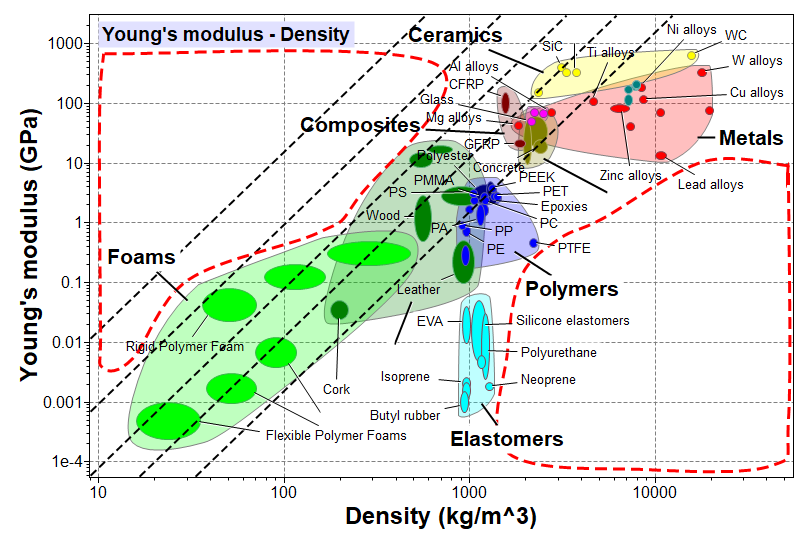 Young's modulus - Density
Ceramics
Ni alloys
WC
SiC
Ti alloys
W alloys
Al alloys
CFRP
Cu alloys
Glass
Mg alloys
Composites
Metals
GFRP
Polyester
Concrete
Zinc alloys
Lead alloys
PMMA
PEEK
PS
PET
Wood
Epoxies
PA
PP
PC
PE
PTFE
Foams
Leather
Polymers
EVA
Silicone elastomers
Rigid Polymer Foam
Polyurethane
Cork
Isoprene
Neoprene
Butyl rubber
Flexible Polymer Foams
Elastomers
Young's modulus (GPa)
1000
100
10
1
0.1
0.01
0.001
1e-4
10
100
1000
10000
Density (kg/m^3)